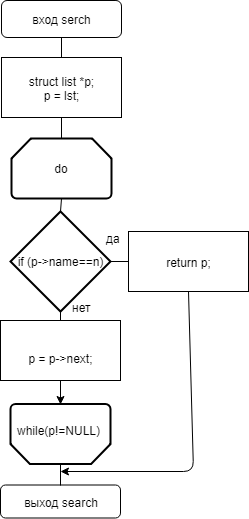 вход serch
struct list *p;
p = lst;
do
if (p->name==n)
да
return p;
нет
p = p->next;
while(p!=NULL)
выход search